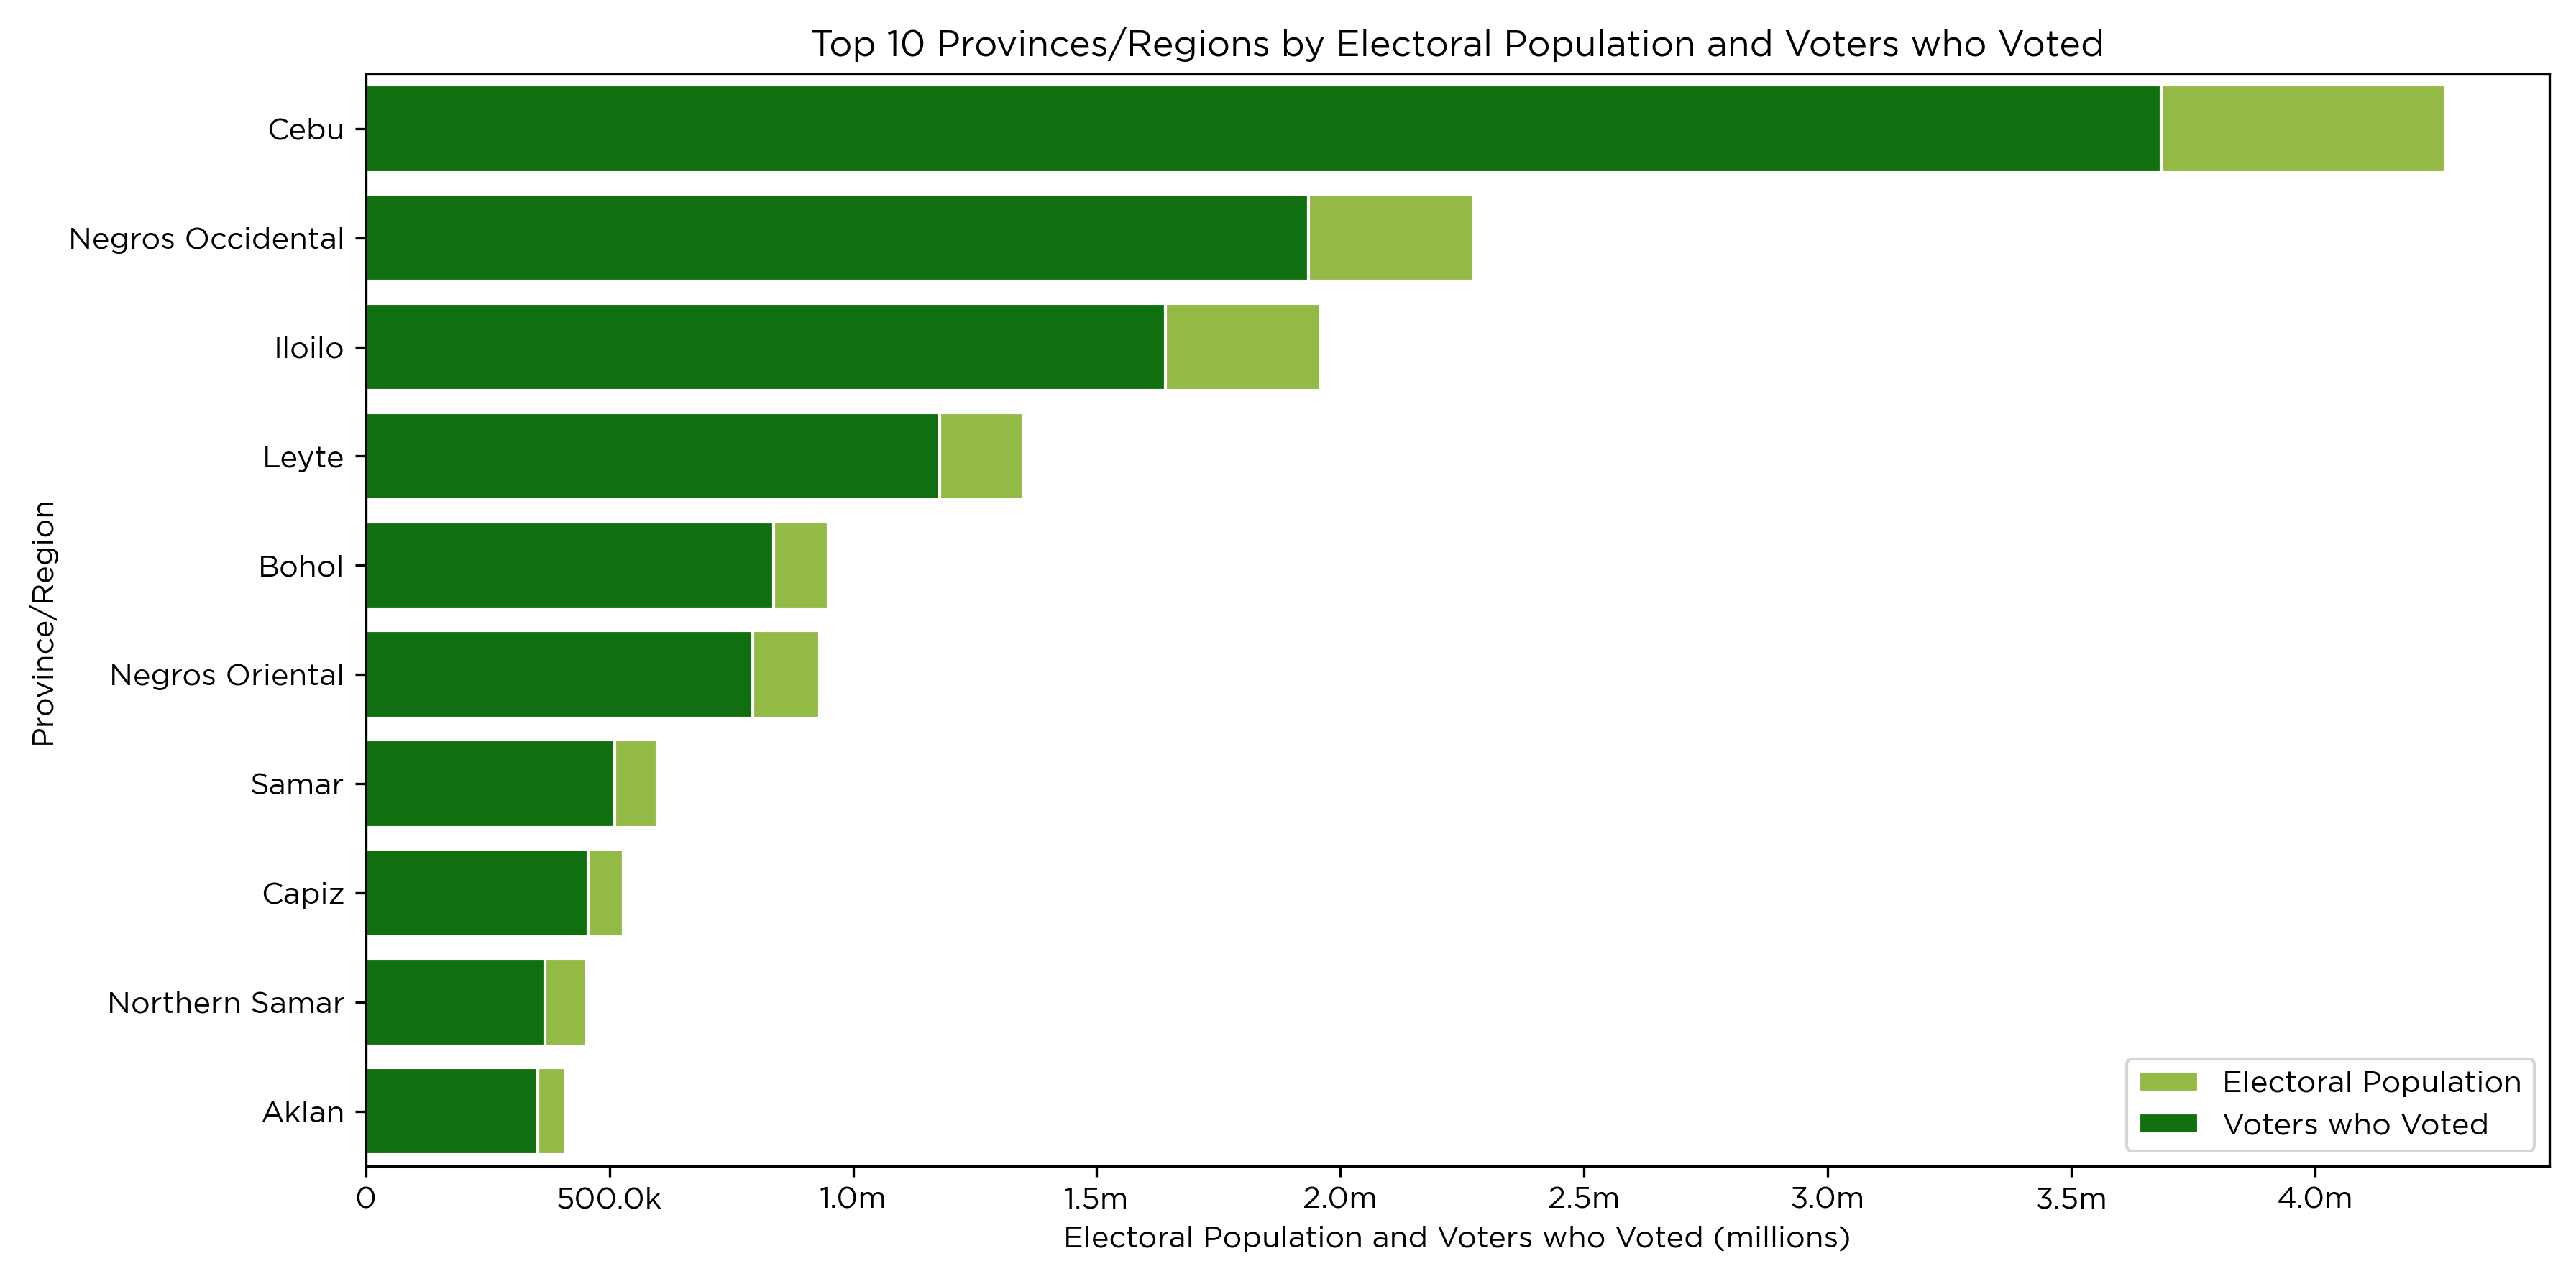 Top 10 Provinces/Regions by Electoral Population and Voters who Voted
Province/Region
Cebu
Negros Occidental
Iloilo
Leyte
Bohol
Negros Oriental
Samar
Capiz
Northern Samar
Aklan
Electoral Population
Voters who Voted
0 500.0k 1.0m 1.5m 2.0m 2.5m 3.0m 3.5m 4.0m
Electoral Population and Voters who Voted (millions)